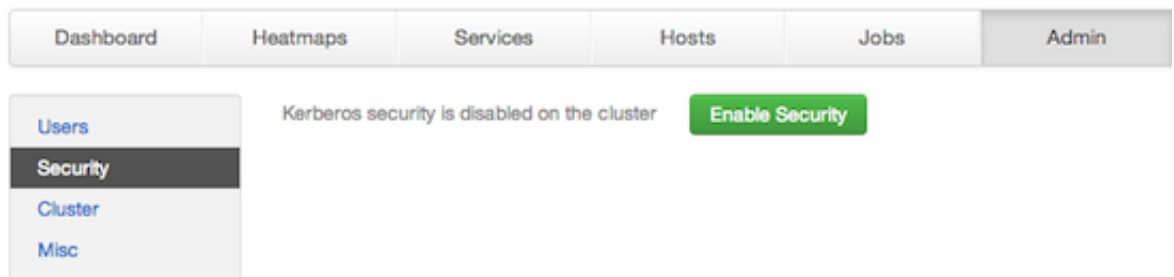 Dashboard Heatmaps Services Hosts Jobs Admin
Users
Security
Cluster
Misc
Kerberos security is disabled on the cluster Enable Security